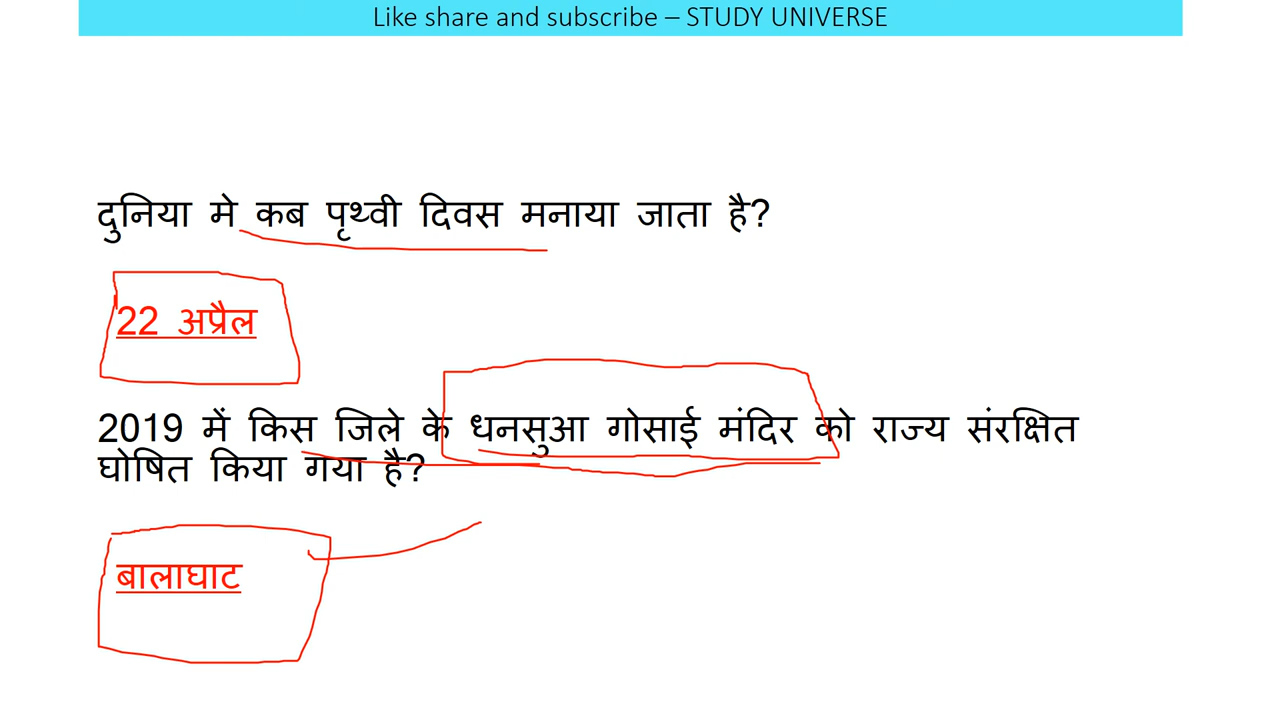 Like share and subscribe – STUDY UNIVERSE
दुनिया मे कब पृथ्वी दिवस मनाया जाता है?
22 अप्रैल
2019 में किस जिले के धनसुआ गोसाई मंदिर को राज्य संरक्षित
घोषित किया गया है?
बालाघाट